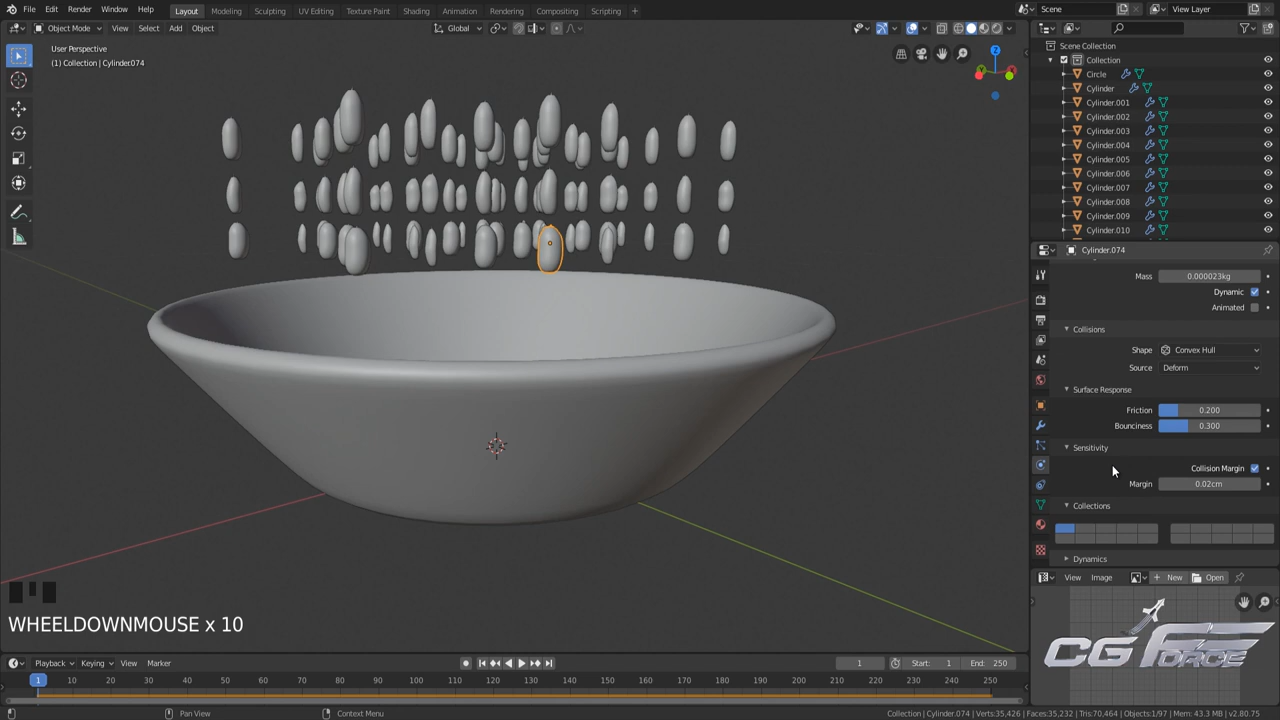 File Edit Render Window Help
Layout Modeling Sculpting UV Editing Texture Paint Shading Animation Rendering Compositing Scripting +
Scene View Layer
Object Mode View Select Add Object Global
User Perspective
(1) Collection | Cylinder.074
Z
Y
X
Scene Collection
Collection
Circle
Cylinder
Cylinder.001
Cylinder.002
Cylinder.003
Cylinder.004
Cylinder.005
Cylinder.006
Cylinder.007
Cylinder.008
Cylinder.009
Cylinder.010
Cylinder.074
Mass 0.000023kg
Dynamic
Animated
Collisions
Shape Convex Hull
Source Deform
Surface Response
Friction 0.200
Bounciness 0.300
Sensitivity
Collision Margin
Margin 0.02cm
Collections
Dynamics
View Image New Open
WHEELDOWNMOUSE x 10
CG FORCE
Playback Keying View Marker 1 Start: 1 End: 250
1 10 20 30 40 50 60 70 80 90 100 110 120 130 140 150 160 170 180 190 200 210 220 230 240 250
Pan View Context Menu Collection | Cylinder.074 | Verts:35,426 | Faces:35,232 | Tris:70,464 | Objects:1/97 | Mem: 43.3 MB | v2.80.75